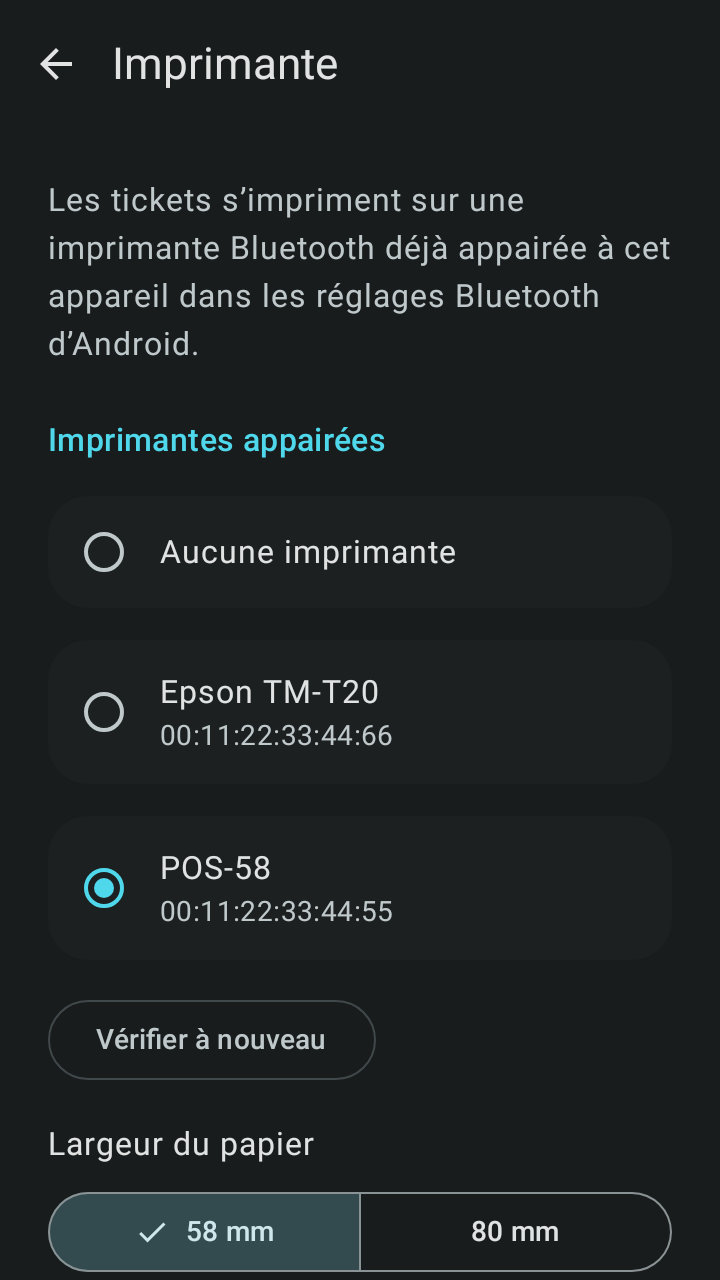 Imprimante
Les tickets s’impriment sur une
imprimante Bluetooth déjà appairée à cet
appareil dans les réglages Bluetooth
d’Android.
Imprimantes appairées
Aucune imprimante
Epson TM-T20
00:11:22:33:44:66
POS-58
00:11:22:33:44:55
Vérifier à nouveau
Largeur du papier
58 mm
80 mm